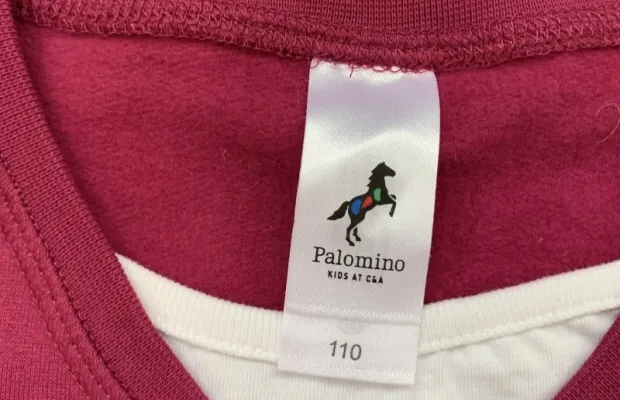 Palomino
KIDS AT C&A
110